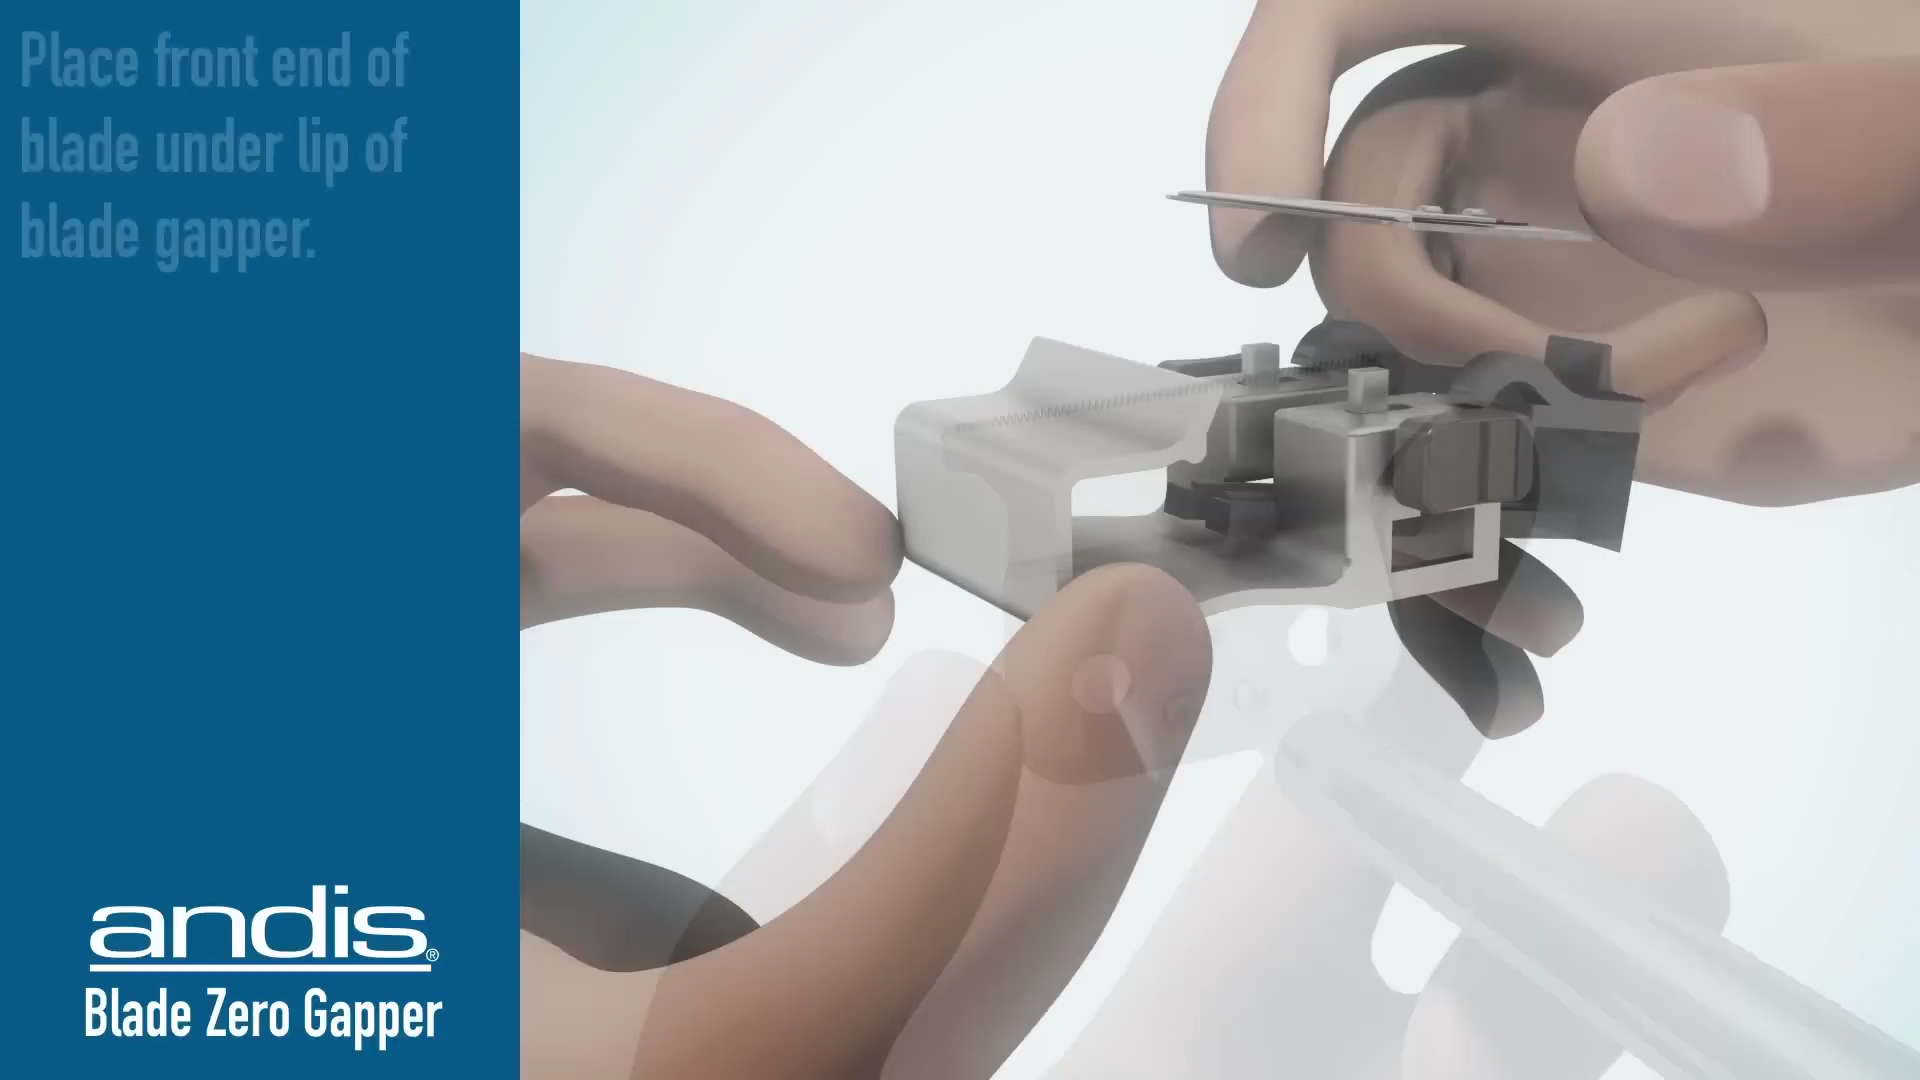 Place front end of
blade under lip of
blade gapper.
andis®
Blade Zero Gapper